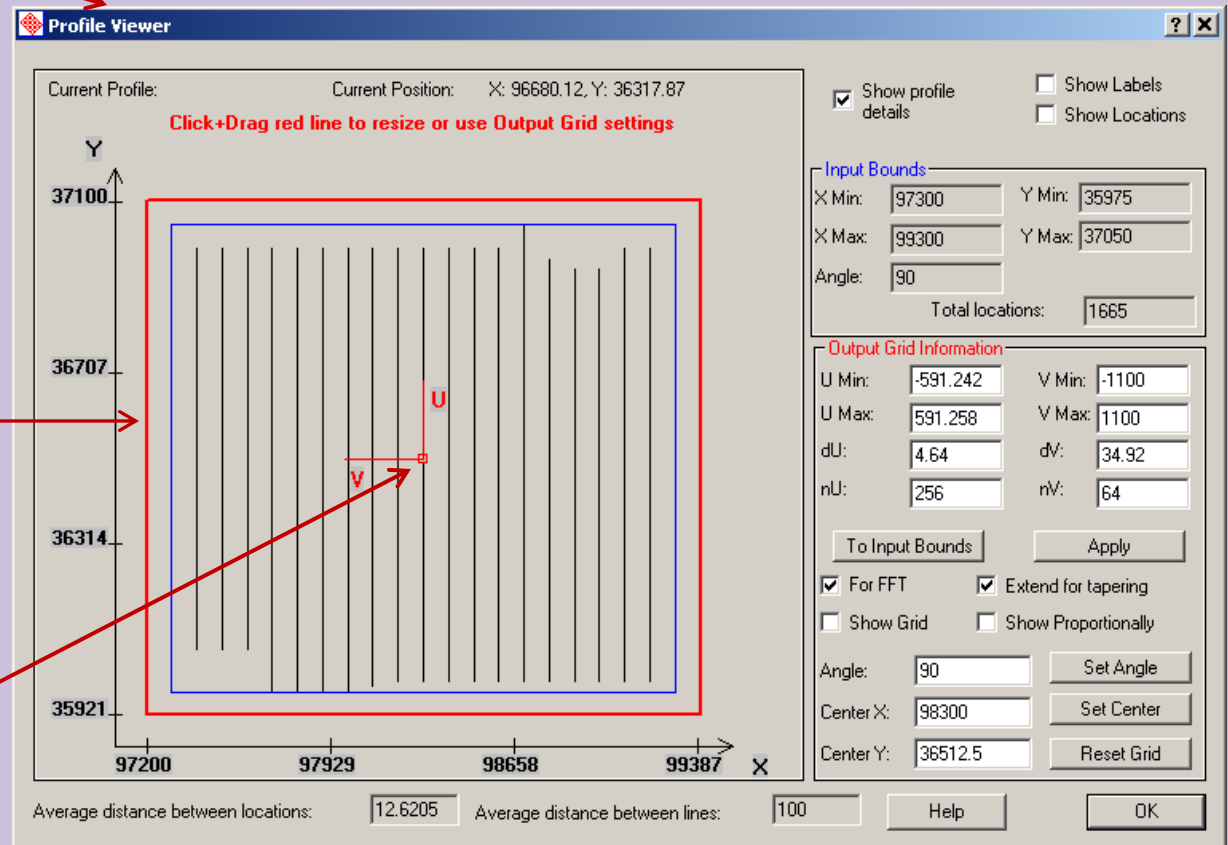 Profile Viewer
Current Profile: Current Position: X: 96680.12, Y: 36317.87
Click+Drag red line to resize or use Output Grid settings
Y
37100
36707
36314
35921
U
V
97200 97929 98658 99387 X
Show profile details
Show Labels
Show Locations
Input Bounds
X Min: 97300 Y Min: 35975
X Max: 99300 Y Max: 37050
Angle: 90
Total locations: 1665
Output Grid Information
U Min: -591.242 V Min: -1100
U Max: 591.258 V Max: 1100
dU: 4.64 dV: 34.92
nU: 256 nV: 64
To Input Bounds Apply
For FFT Extend for tapering
Show Grid Show Proportionally
Angle: 90 Set Angle
Center X: 98300 Set Center
Center Y: 36512.5 Reset Grid
Average distance between locations: 12.6205 Average distance between lines: 100 Help OK